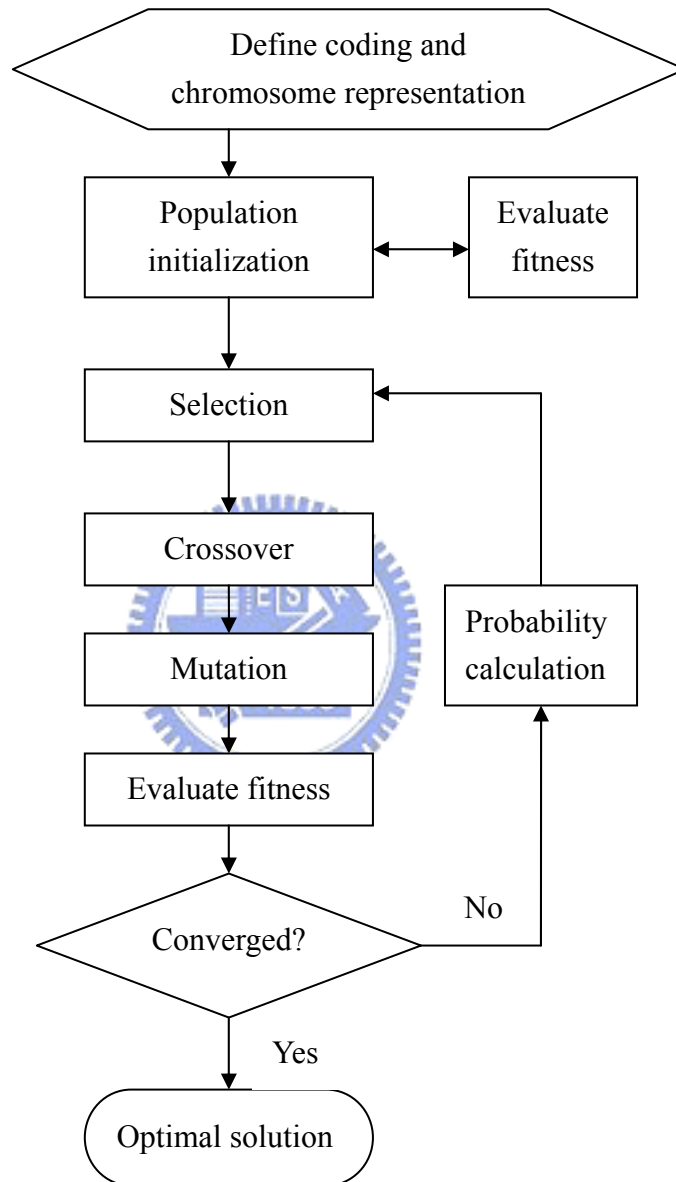 Define coding and
chromosome representation
Population
initialization
Evaluate
fitness
Selection
Crossover
Probability
calculation
Mutation
Evaluate fitness
Converged?
No
Yes
Optimal solution